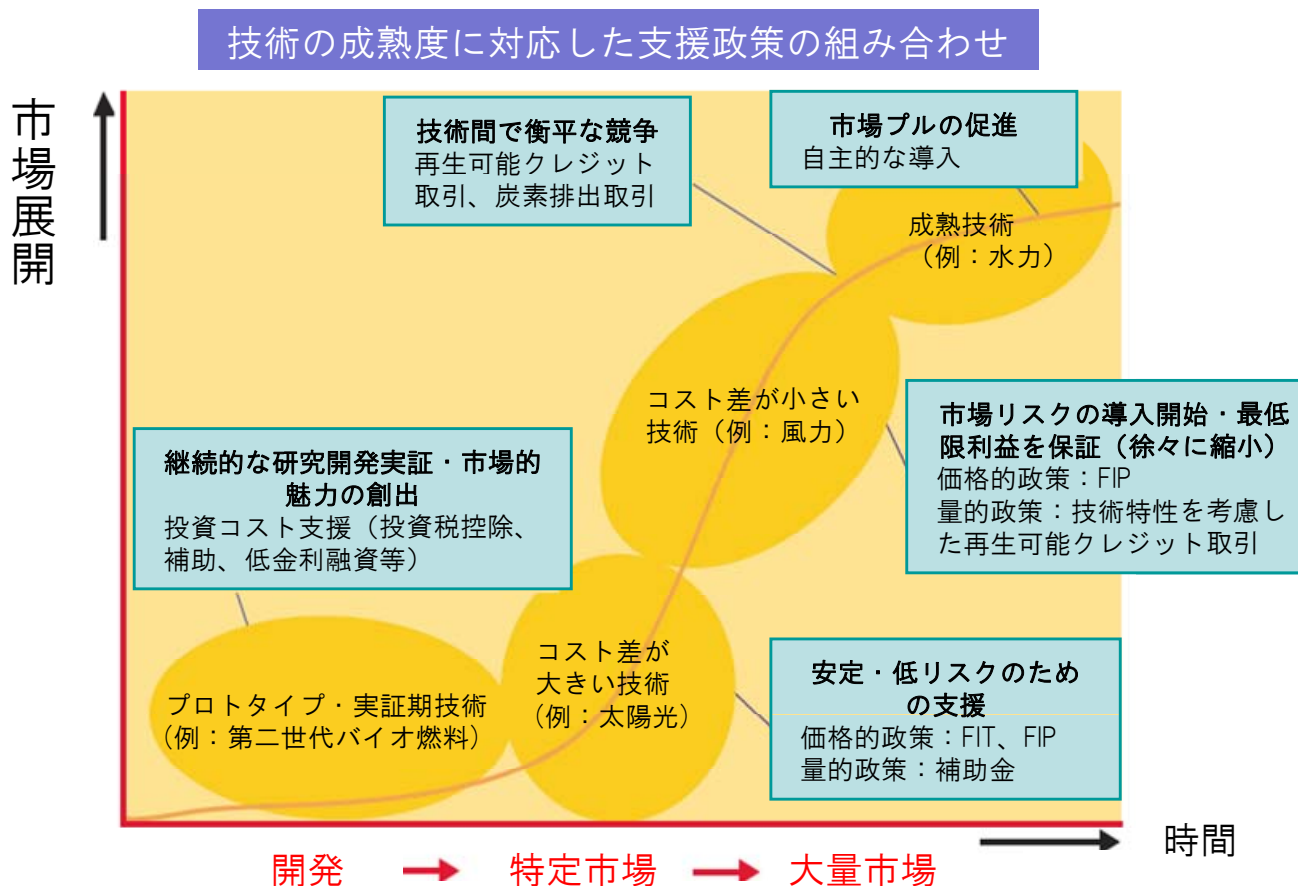 技術の成熟度に対応した支援政策の組み合わせ
市場展開
技術間で衡平な競争
再生可能クレジット
取引、炭素排出取引
市場プルの促進
自主的な導入
成熟技術
（例：水力）
コスト差が小さい
技術（例：風力）
市場リスクの導入開始・最低
限利益を保証（徐々に縮小）
価格的政策：FIP
量的政策：技術特性を考慮し
た再生可能クレジット取引
継続的な研究開発実証・市場的
魅力の創出
投資コスト支援（投資税控除、
補助、低金利融資等）
コスト差が
大きい技術
（例：太陽光）
プロトタイプ・実証期技術
（例：第二世代バイオ燃料）
安定・低リスクのため
の支援
価格的政策：FIT、FIP
量的政策：補助金
時間
開発 → 特定市場 → 大量市場